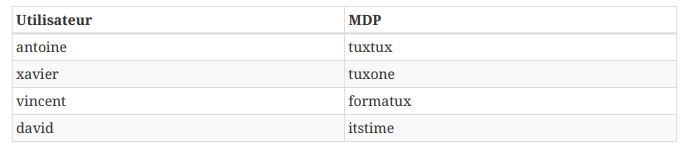 Utilisateur MDP
antoine tuxtux
xavier tuxone
vincent formatux
david itstime